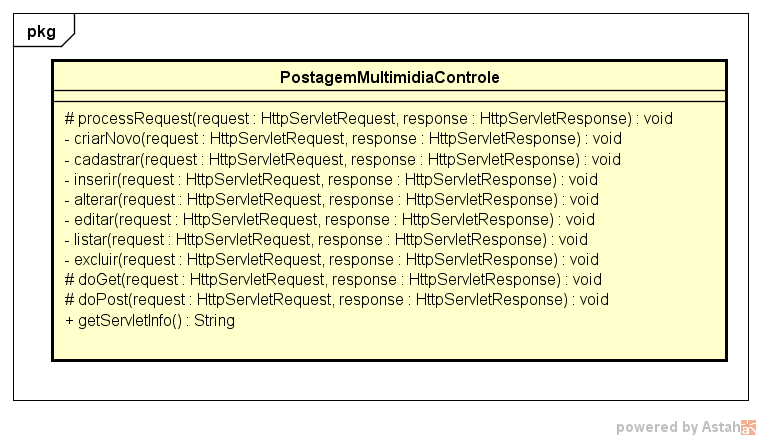 pkg
PostagemMultimidiaControle
# processRequest(request : HttpServletRequest, response : HttpServletResponse) : void
- criarNovo(request : HttpServletRequest, response : HttpServletResponse) : void
- cadastrar(request : HttpServletRequest, response : HttpServletResponse) : void
- inserir(request : HttpServletRequest, response : HttpServletResponse) : void
- alterar(request : HttpServletRequest, response : HttpServletResponse) : void
- editar(request : HttpServletRequest, response : HttpServletResponse) : void
- listar(request : HttpServletRequest, response : HttpServletResponse) : void
- excluir(request : HttpServletRequest, response : HttpServletResponse) : void
# doGet(request : HttpServletRequest, response : HttpServletResponse) : void
# doPost(request : HttpServletRequest, response : HttpServletResponse) : void
+ getServletInfo() : String
powered by Astah